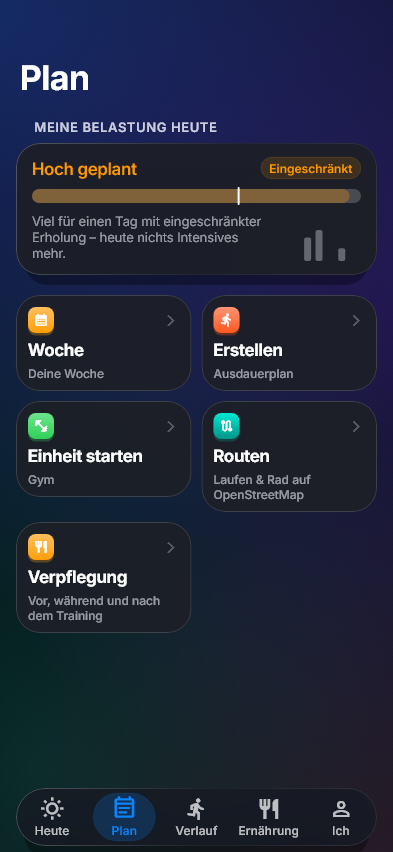 Plan
MEINE BELASTUNG HEUTE
Hoch geplant
Eingeschränkt
Viel für einen Tag mit eingeschränkter
Erholung – heute nichts Intensives
mehr.
Woche
Deine Woche
Erstellen
Ausdauerplan
Einheit starten
Gym
Routen
Laufen & Rad auf
OpenStreetMap
Verpflegung
Vor, während und nach
dem Training
Heute
Plan
Verlauf
Ernährung
Ich